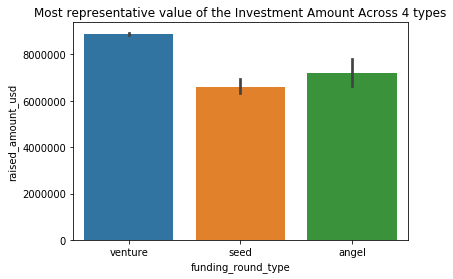 Most representative value of the Investment Amount Across 4 types
raised_amount_usd
8000000
6000000
4000000
2000000
0
venture seed angel
funding_round_type